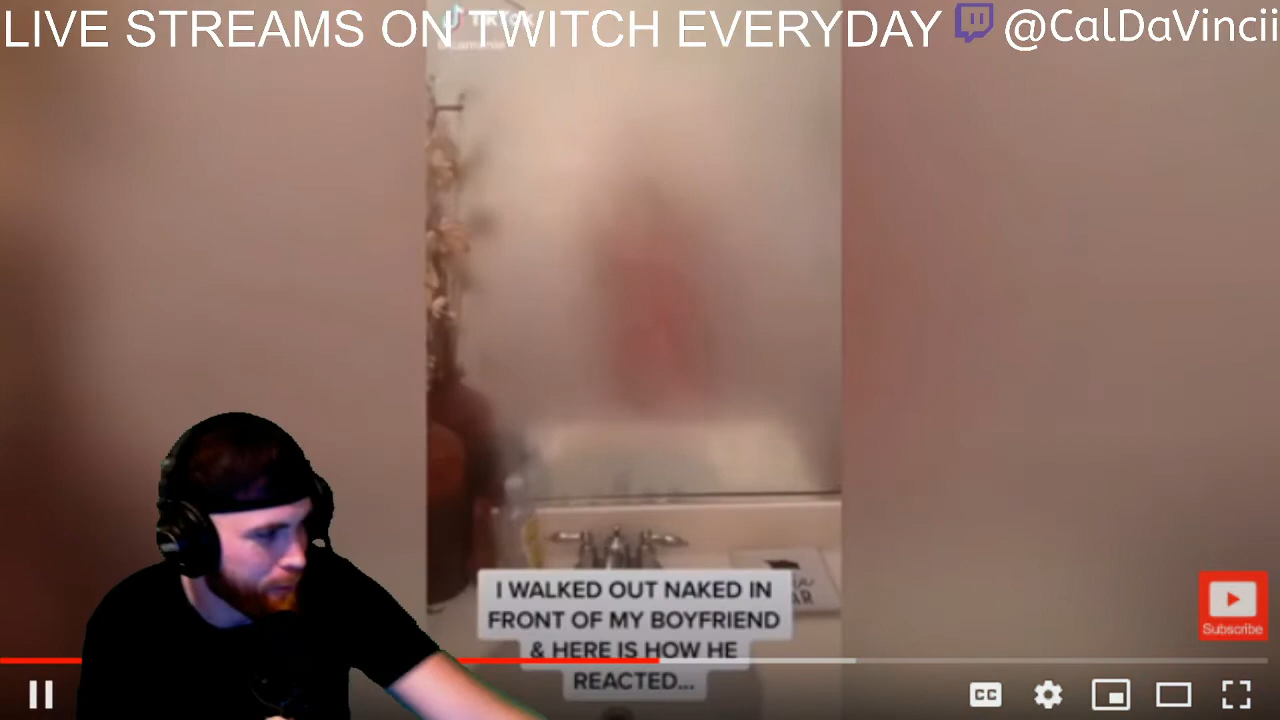 LIVE STREAMS ON TWITCH EVERYDAY @CalDaVincii
TikTok
I WALKED OUT NAKED IN
FRONT OF MY BOYFRIEND
& HERE IS HOW HE
REACTED...
Subscribe
CC